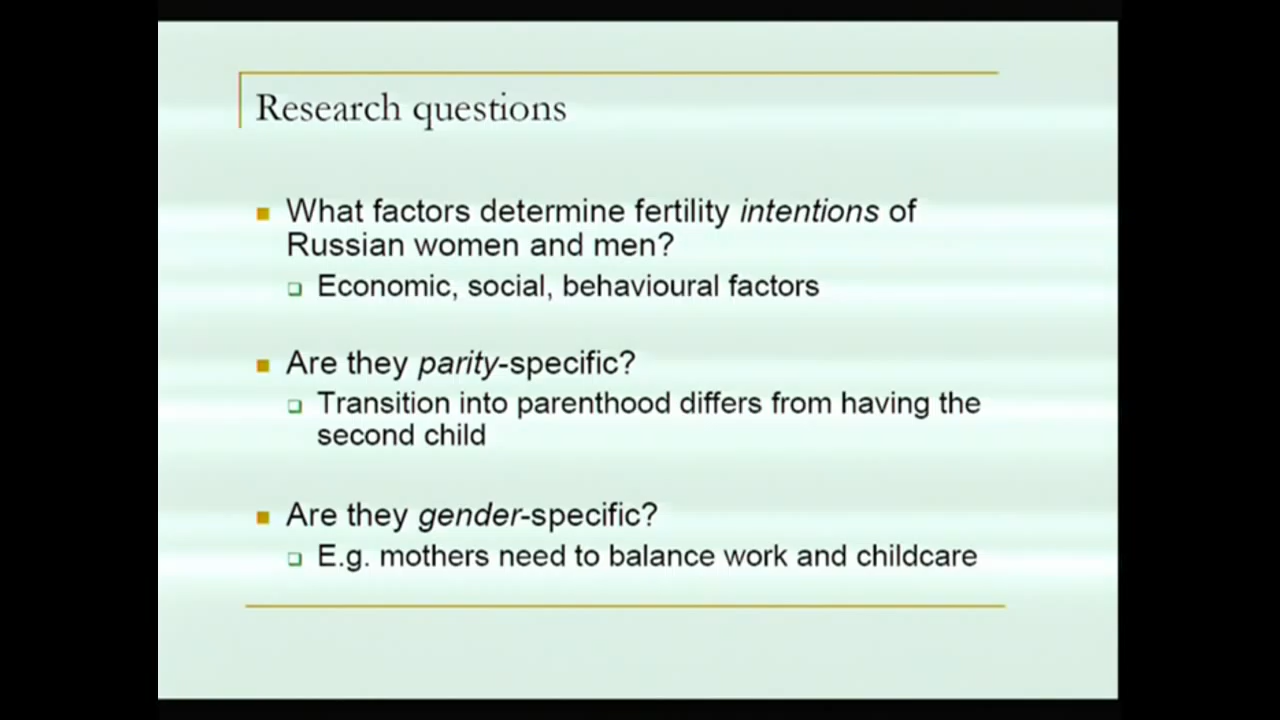 Research questions
What factors determine fertility intentions of
Russian women and men?
Economic, social, behavioural factors
Are they parity-specific?
Transition into parenthood differs from having the
second child
Are they gender-specific?
E.g. mothers need to balance work and childcare